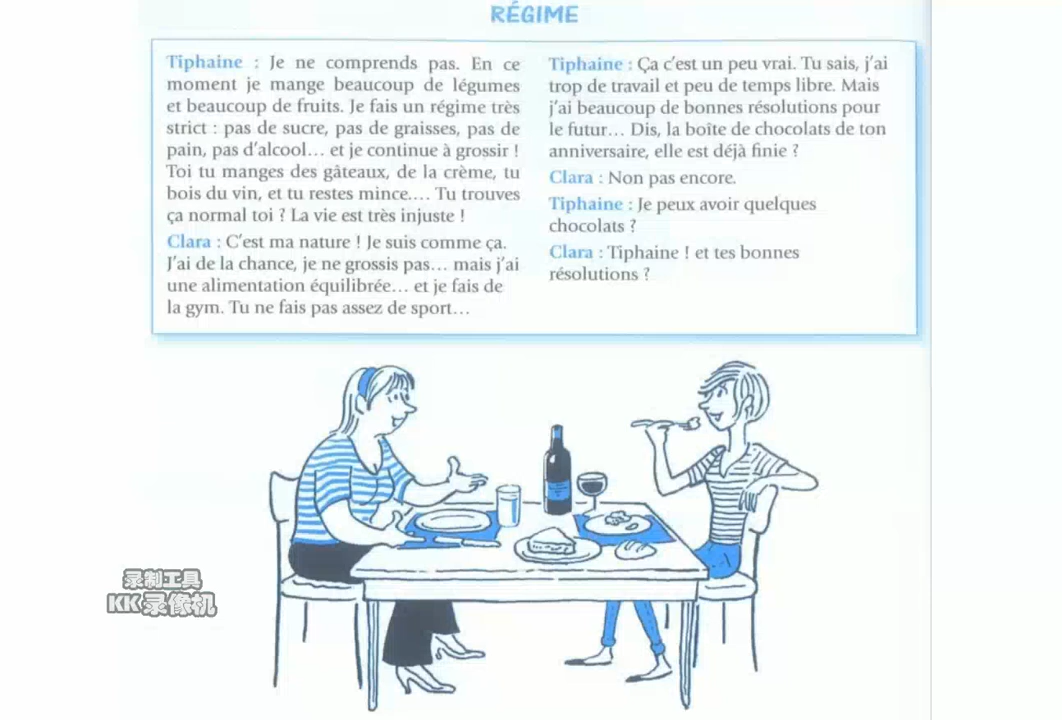 RÉGIME
Tiphaine : Je ne comprends pas. En ce
moment je mange beaucoup de légumes
et beaucoup de fruits. Je fais un régime très
strict : pas de sucre, pas de graisses, pas de
pain, pas d'alcool... et je continue à grossir !
Toi tu manges des gâteaux, de la crème, tu
bois du vin, et tu restes mince.... Tu trouves
ça normal toi ? La vie est très injuste !
Clara : C'est ma nature ! Je suis comme ça.
J'ai de la chance, je ne grossis pas... mais j'ai
une alimentation équilibrée... et je fais de
la gym. Tu ne fais pas assez de sport...
Tiphaine : Ça c'est un peu vrai. Tu sais, j'ai
trop de travail et peu de temps libre. Mais
j'ai beaucoup de bonnes résolutions pour
le futur... Dis, la boîte de chocolats de ton
anniversaire, elle est déjà finie ?
Clara : Non pas encore.
Tiphaine : Je peux avoir quelques
chocolats ?
Clara : Tiphaine ! et tes bonnes
résolutions ?
录制工具
KK录像机